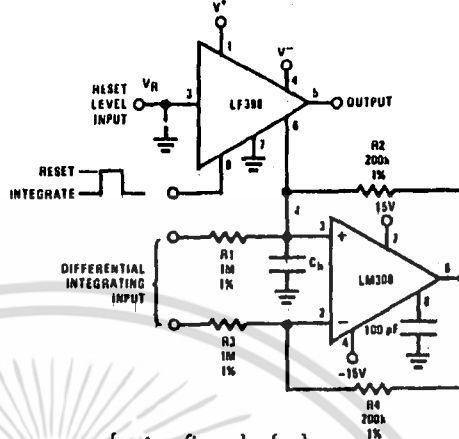 V+
V−
1
4
RESET
LEVEL
INPUT
VR
3
LF398
5
OUTPUT
6
7
8
RESET
INTEGRATE
R2
200k
1%
15V
7
3
+
R1
1M
1%
Ch
DIFFERENTIAL
INTEGRATING
INPUT
LM308
6
8
2
−
100 pF
4
-15V
R3
1M
1%
R4
200k
1%